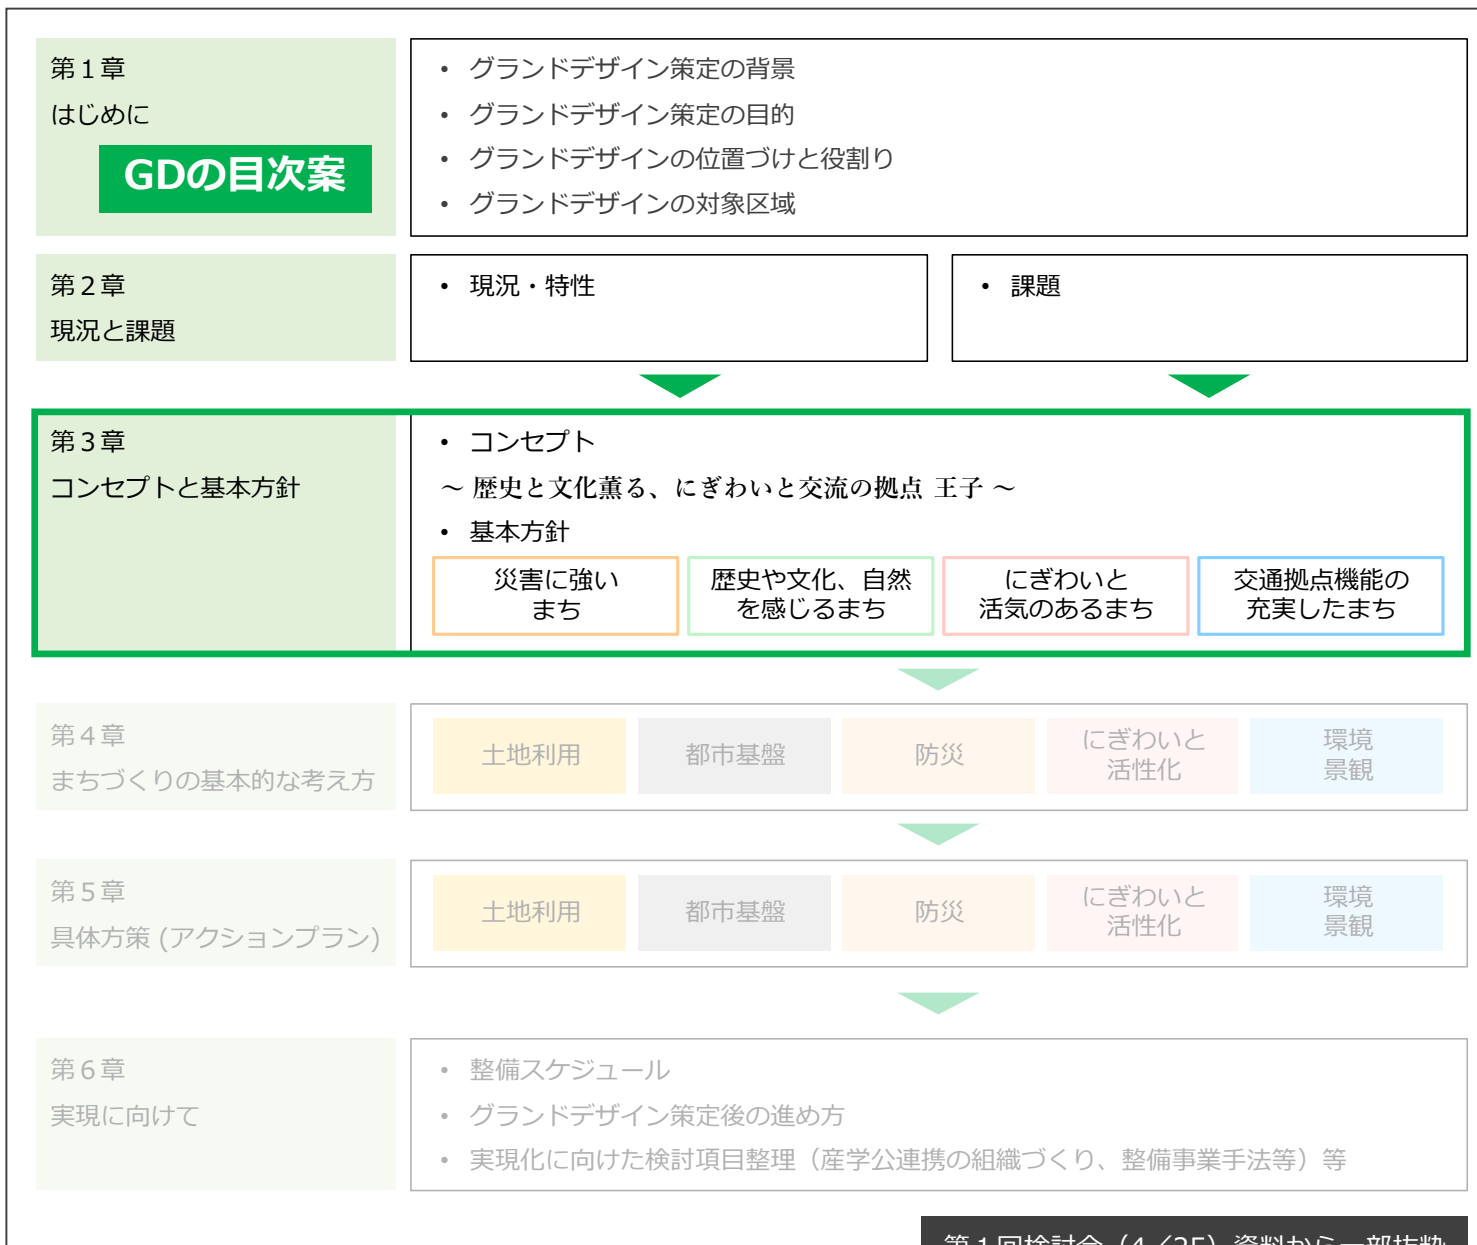 第１章
はじめに
GDの目次案
• グランドデザイン策定の背景
• グランドデザイン策定の目的
• グランドデザインの位置づけと役割り
• グランドデザインの対象区域
第２章
現況と課題
• 現況・特性
• 課題
第３章
コンセプトと基本方針
• コンセプト
～ 歴史と文化薫る、にぎわいと交流の拠点 王子 ～
• 基本方針
災害に強い
まち
歴史や文化、自然
を感じるまち
にぎわいと
活気のあるまち
交通拠点機能の
充実したまち
第４章
まちづくりの基本的な考え方
土地利用
都市基盤
防災
にぎわいと
活性化
環境
景観
第５章
具体方策 (アクションプラン)
土地利用
都市基盤
防災
にぎわいと
活性化
環境
景観
第６章
実現に向けて
• 整備スケジュール
• グランドデザイン策定後の進め方
• 実現化に向けた検討項目整理（産学公連携の組織づくり、整備事業手法等）等
第１回検討会（4／25）資料から一部抜粋